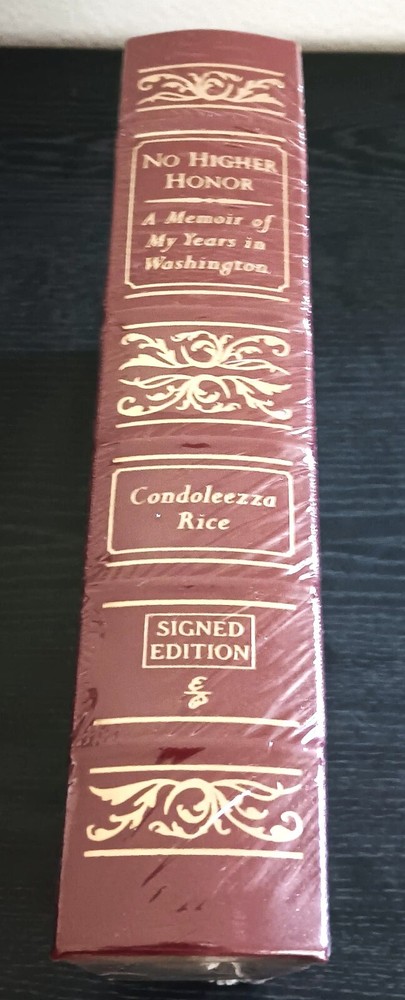 NO HIGHER
HONOR
A Memoir of
My Years in
Washington
Condoleezza
Rice
SIGNED
EDITION